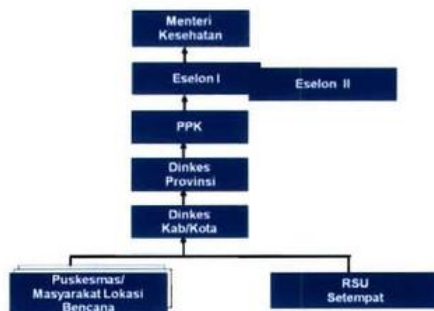 Menteri
Kesehatan
Eselon I
Eselon II
PPK
Dinkes
Provinsi
Dinkes
Kab/Kota
Puskesmas/
Masyarakat Lokasi
Bencana
RSU
Setempat